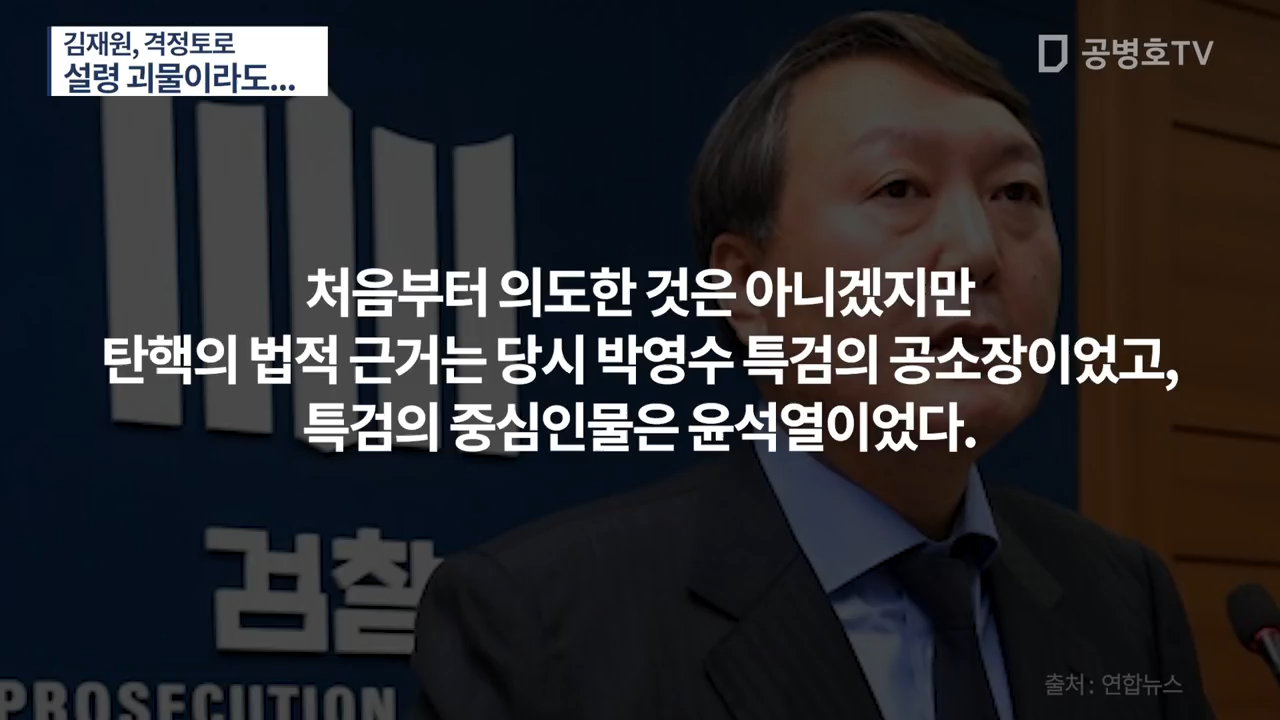 김재원, 격정토로
설령 괴물이라도...
공병호TV
처음부터 의도한 것은 아니겠지만
탄핵의 법적 근거는 당시 박영수 특검의 공소장이었고,
특검의 중심인물은 윤석열이었다.
검찰
PROSECUTION
출처 : 연합뉴스